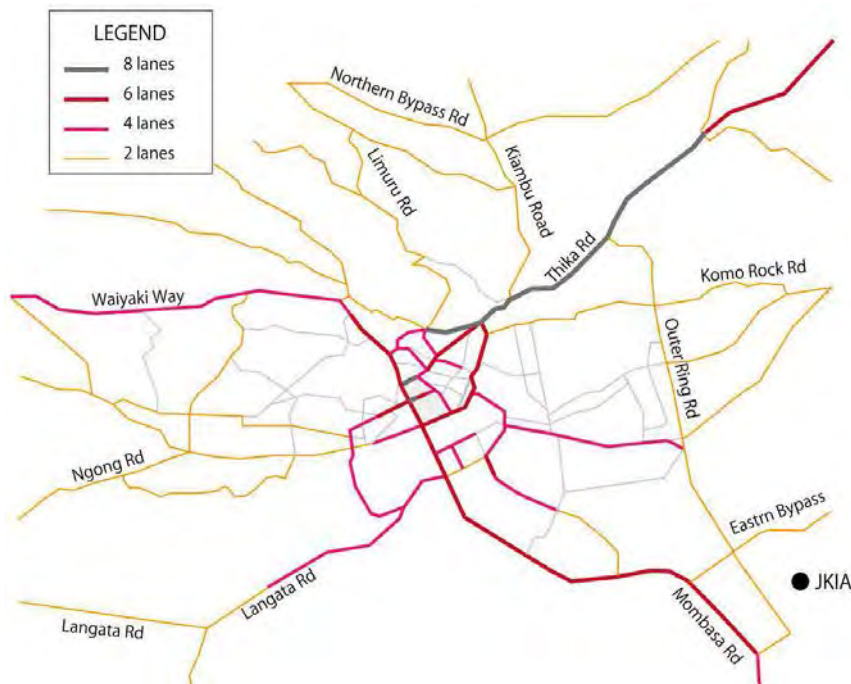 LEGEND
8 lanes
6 lanes
4 lanes
2 lanes
Northern Bypass Rd
Limuru Rd
Kiambu Road
Thika Rd
Komo Rock Rd
Waiyaki Way
Outer Ring Rd
Ngong Rd
Eastrn Bypass
JKIA
Langata Rd
Mombasa Rd
Langata Rd